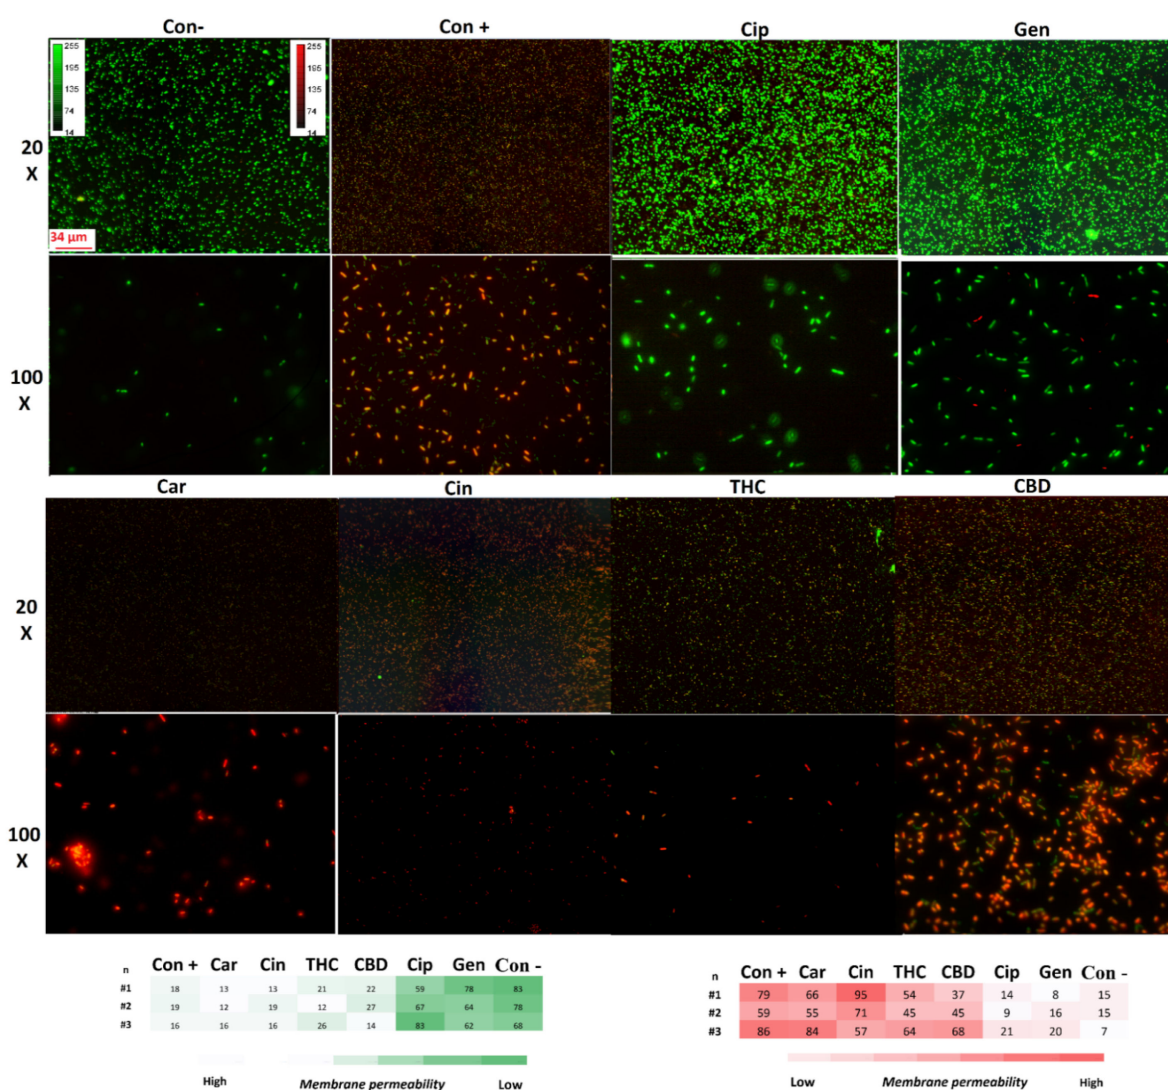 Con- Con + Cip Gen
255 255
195 195
135 135
74 74
14 14
20
X
34 µm
100
X
Car Cin THC CBD
20
X
100
X
n Con + Car Cin THC CBD Cip Gen Con -
#1 18 13 13 21 22 59 78 83
#2 19 12 19 12 27 67 64 78
#3 16 16 16 26 14 83 62 68
High Membrane permeability Low
n Con + Car Cin THC CBD Cip Gen Con -
#1 79 66 95 54 37 14 8 15
#2 59 55 71 45 45 9 16 15
#3 86 84 57 64 68 21 20 7
Low Membrane permeability High